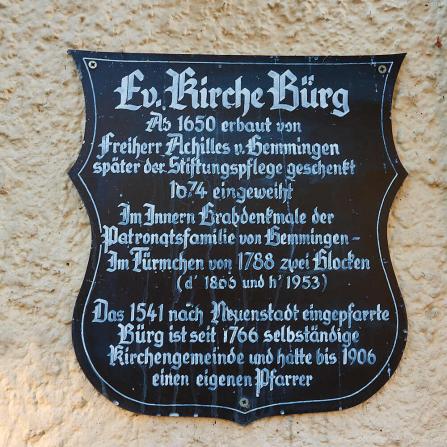 Ev. Kirche Bürg
Ab 1650 erbaut von
Freiherr Achilles v. Gemmingen
später der Stiftungspflege geschenkt
1674 eingeweiht
Im Innern Grabdenkmale der
Patronatsfamilie von Gemmingen-
Im Türmchen von 1788 zwei Glocken
(d' 1806 und h' 1953)
Das 1541 nach Neuenstadt eingepfarrte
Bürg ist seit 1766 selbständige
Kirchengemeinde und hatte bis 1906
einen eigenen Pfarrer